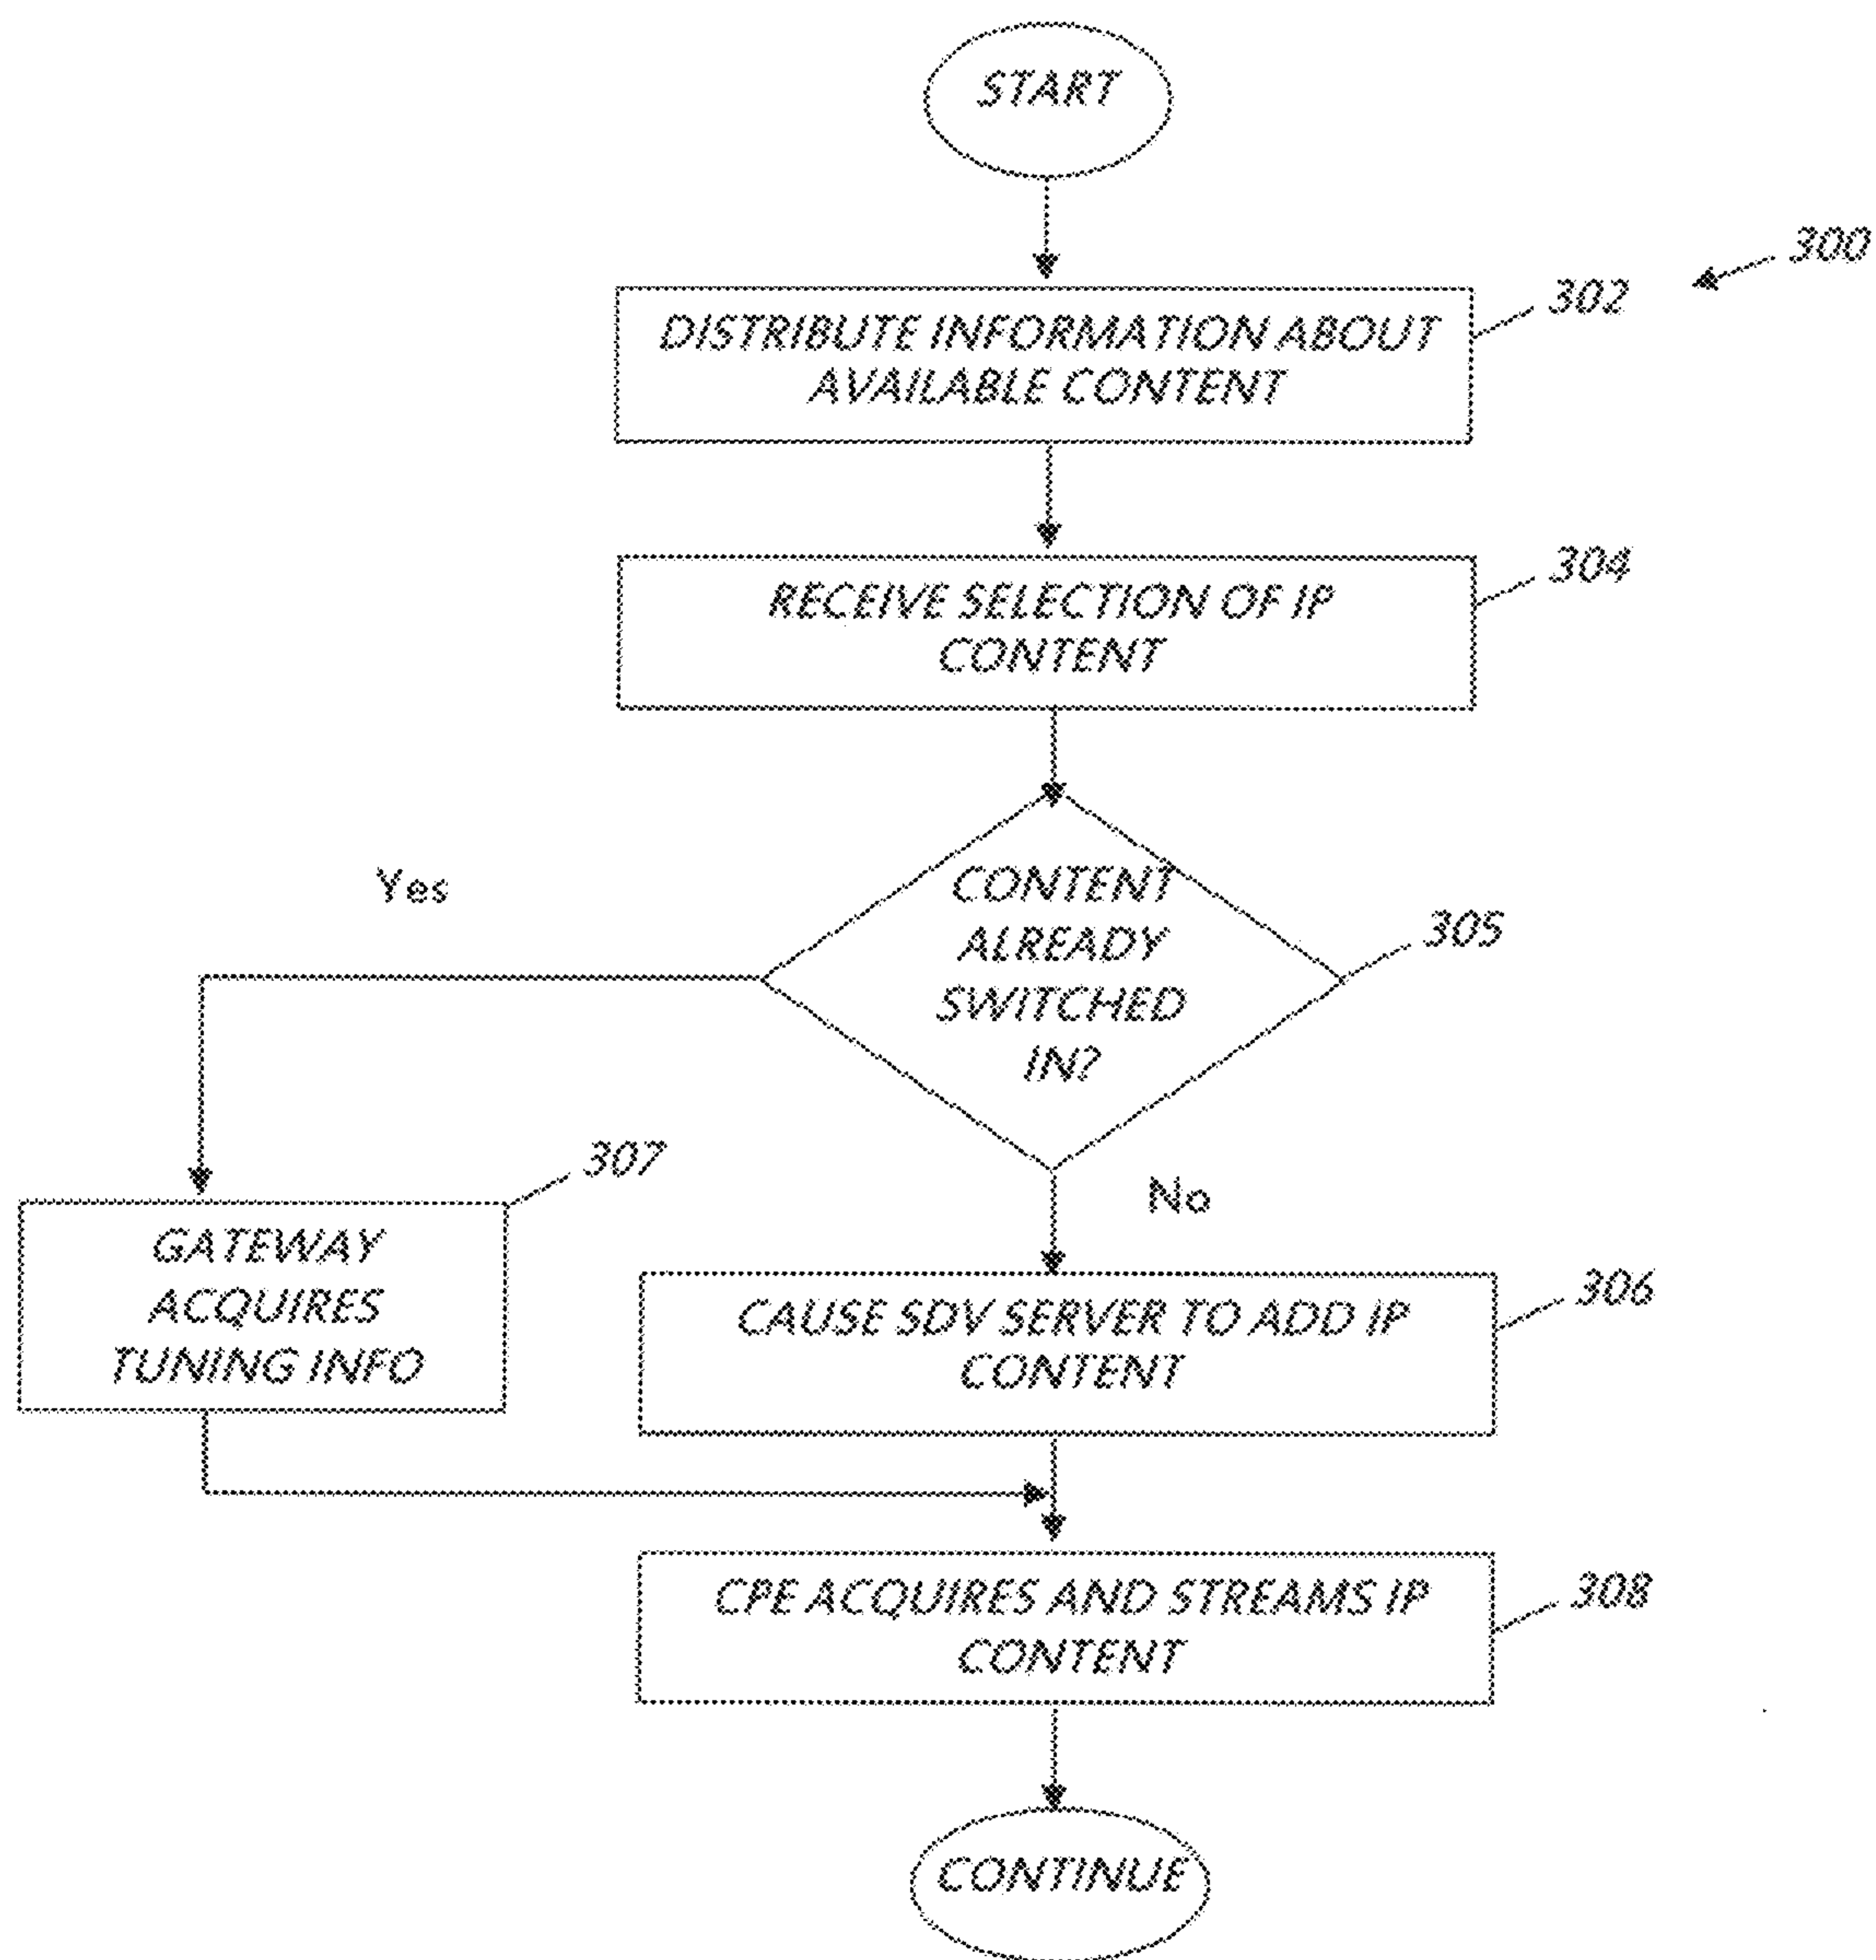 START
300
302
DISTRIBUTE INFORMATION ABOUT
AVAILABLE CONTENT
304
RECEIVE SELECTION OF IP
CONTENT
Yes
CONTENT
ALREADY
SWITCHED
IN?
305
307
No
GATEWAY
ACQUIRES
TUNING INFO
306
CAUSE SDV SERVER TO ADD IP
CONTENT
308
CPE ACQUIRES AND STREAMS IP
CONTENT
CONTINUE